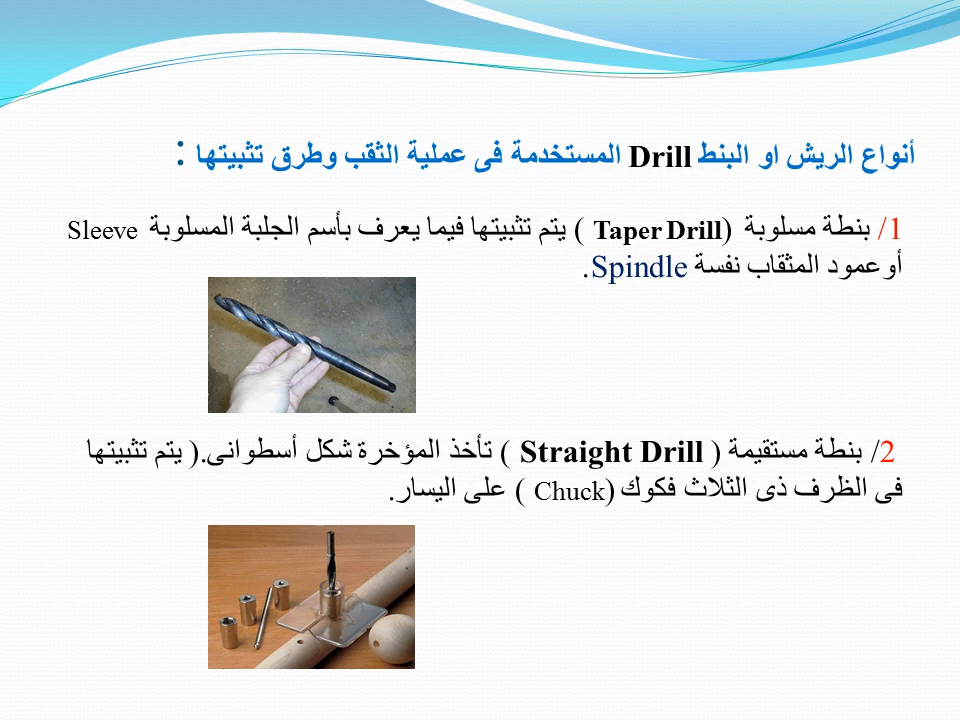 أنواع الريش او البنط Drill المستخدمة فى عملية الثقب وطرق تثبيتها :
1/ بنطة مسلوبة (Taper Drill ) يتم تثبيتها فيما يعرف بأسم الجلبة المسلوبة Sleeve
أوعمود المثقاب نفسة Spindle.
2/ بنطة مستقيمة ( Straight Drill ) تأخذ المؤخرة شكل أسطوانى.( يتم تثبيتها
فى الظرف ذى الثلاث فكوك (Chuck ) على اليسار.